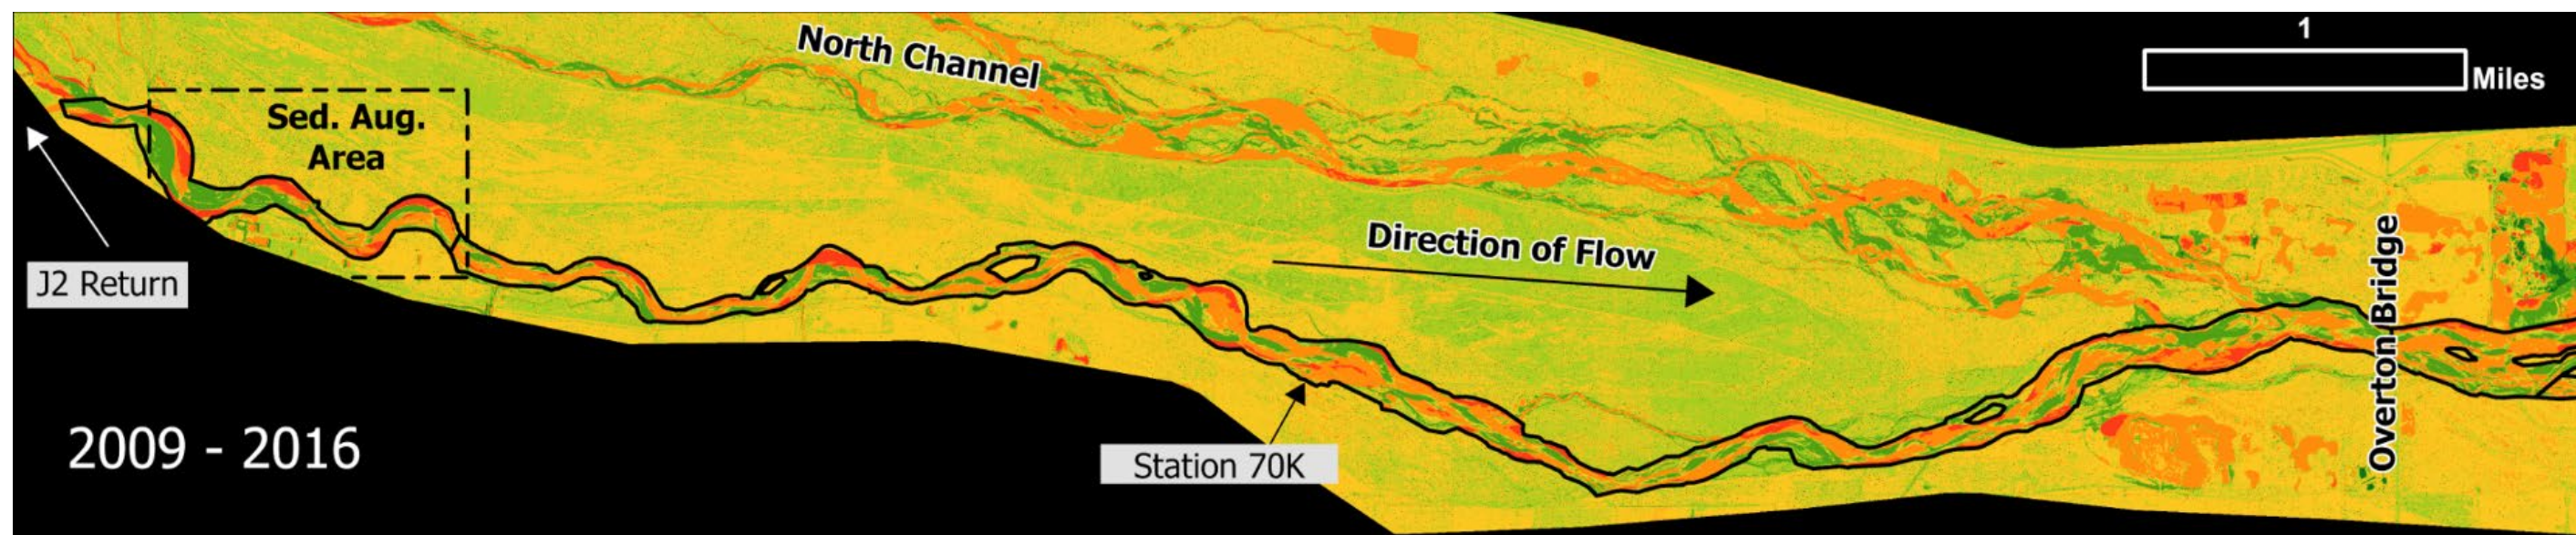 North Channel
1
Miles
Sed. Aug.
Area
J2 Return
Direction of Flow
Overton Bridge
Station 70K
2009 - 2016